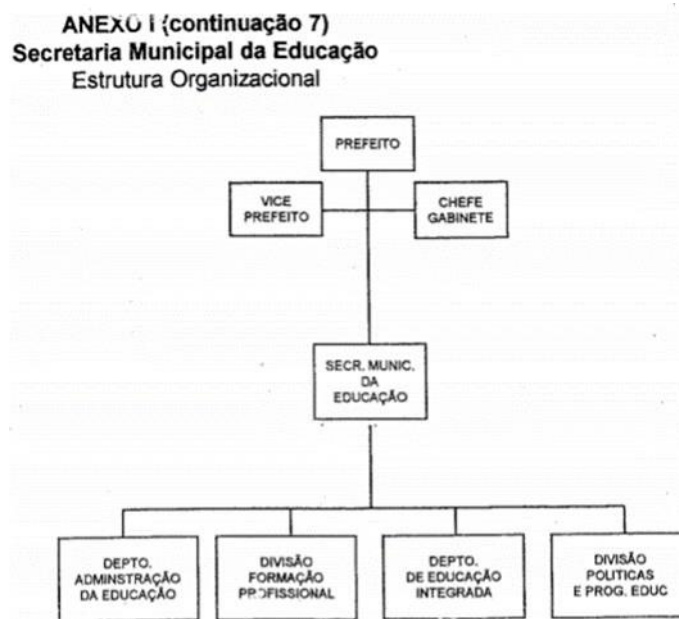 ANEXO I (continuação 7)
Secretaria Municipal da Educação
Estrutura Organizacional
PREFEITO
VICE
PREFEITO
CHEFE
GABINETE
SECR. MUNIC.
DA
EDUCAÇÃO
DEPTO.
ADMINSTRAÇÃO
DA EDUCAÇÃO
DIVISÃO
FORMAÇÃO
PROFISSIONAL
DEPTO.
DE EDUCAÇÃO
INTEGRADA
DIVISÃO
POLITICAS
E PROG. EDUC